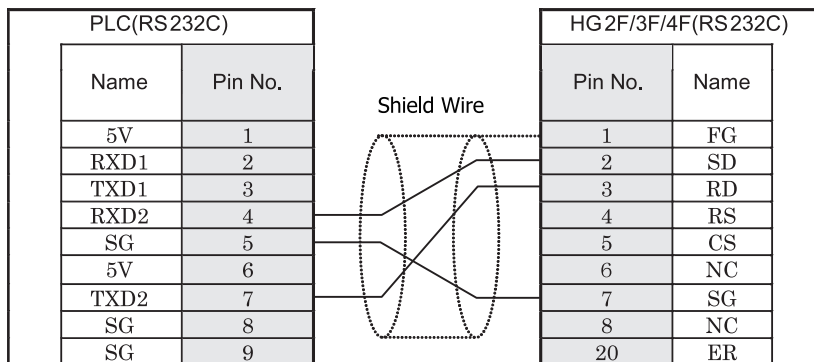 PLC(RS232C) HG2F/3F/4F(RS232C)
Name Pin No. Pin No. Name
Shield Wire
5V 1 1 FG
RXD1 2 2 SD
TXD1 3 3 RD
RXD2 4 4 RS
SG 5 5 CS
5V 6 6 NC
TXD2 7 7 SG
SG 8 8 NC
SG 9 20 ER